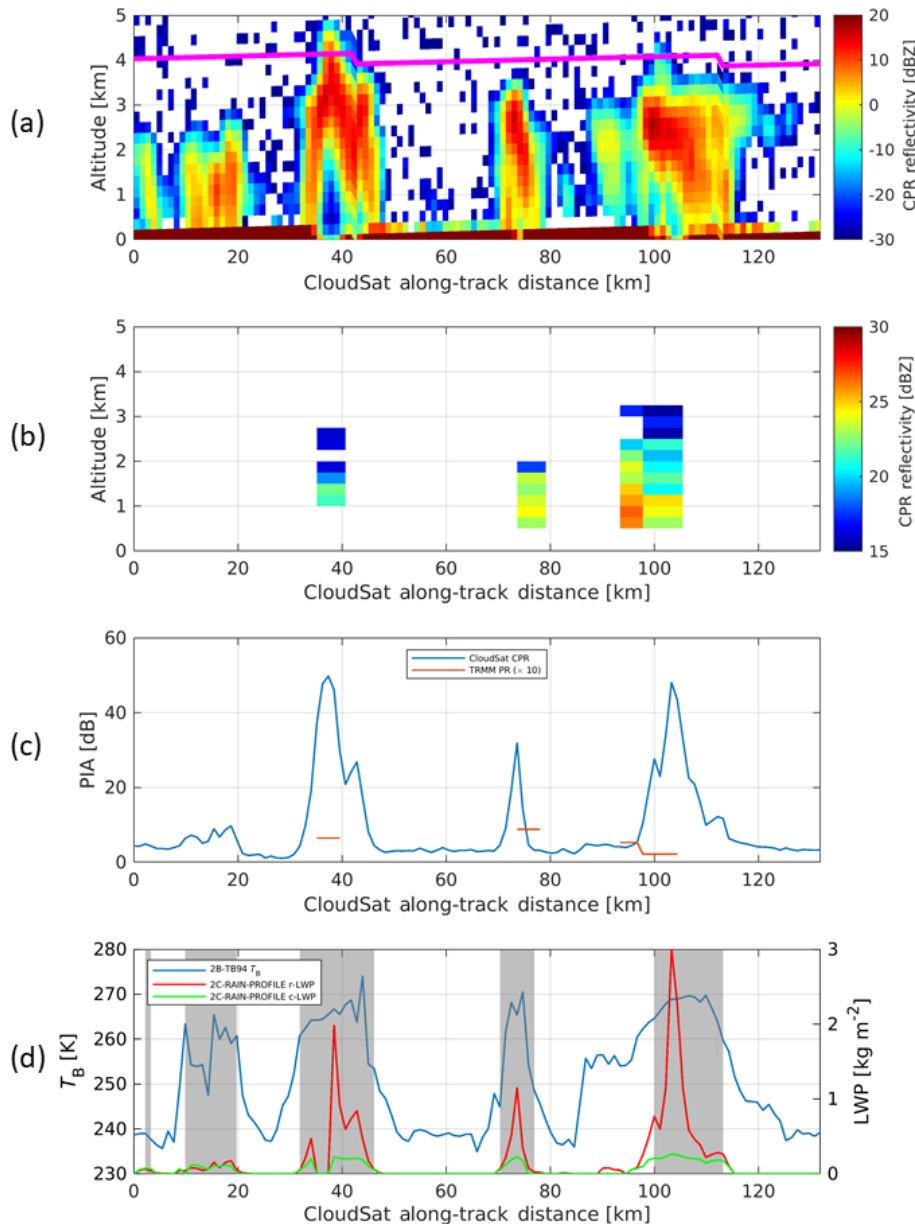 (a)
Altitude [km]
5
4
3
2
1
0
0 20 40 60 80 100 120
CloudSat along-track distance [km]
20
10
0
-10
-20
-30
CPR reflectivity [dBZ]
(b)
Altitude [km]
5
4
3
2
1
0
0 20 40 60 80 100 120
CloudSat along-track distance [km]
30
25
20
15
CPR reflectivity [dBZ]
(c)
PIA [dB]
60
40
20
0
CloudSat CPR
TRMM PR (× 10)
0 20 40 60 80 100 120
CloudSat along-track distance [km]
(d)
T_B [K]
280
270
260
250
240
230
2B-TB94 T_B
2C-RAIN-PROFILE r-LWP
2C-RAIN-PROFILE c-LWP
3
2
1
0
LWP [kg m⁻²]
0 20 40 60 80 100 120
CloudSat along-track distance [km]